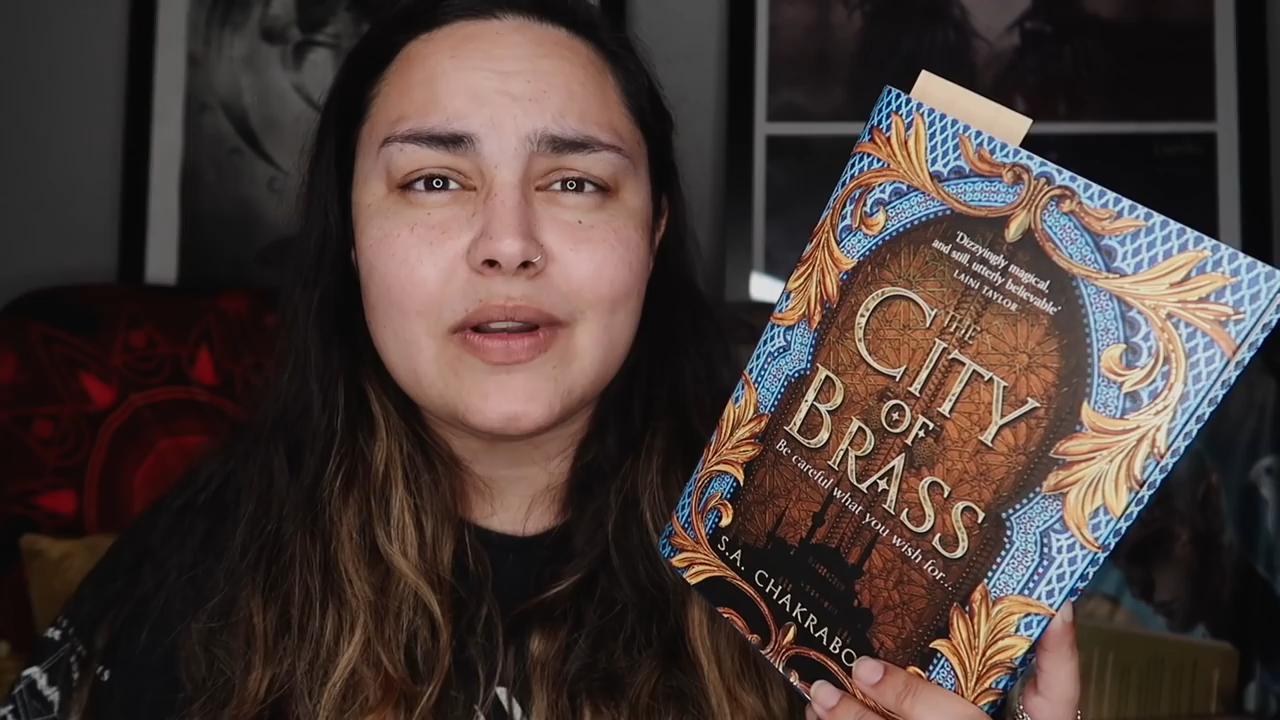 'Dizzyingly magical,
and still, utterly believable'
LAINI TAYLOR
THE
CITY
OF
BRASS
Be careful what you wish for...
S.A. CHAKRABO